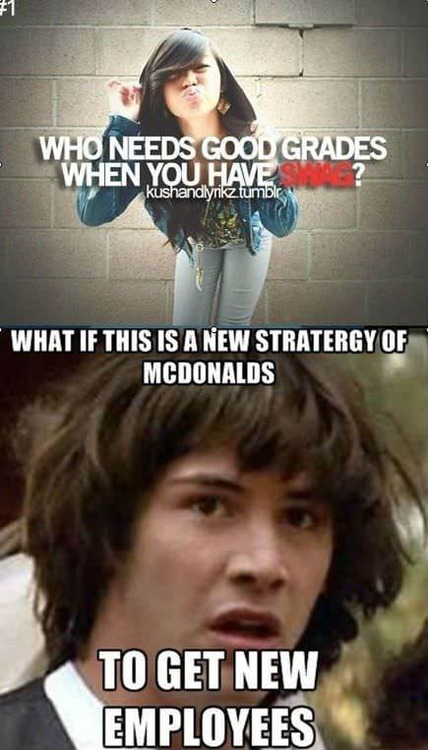 #1
WHO NEEDS GOOD GRADES
WHEN YOU HAVE SWAG?
kushandlyrikz.tumblr
WHAT IF THIS IS A NEW STRATERGY OF
MCDONALDS
TO GET NEW
EMPLOYEES